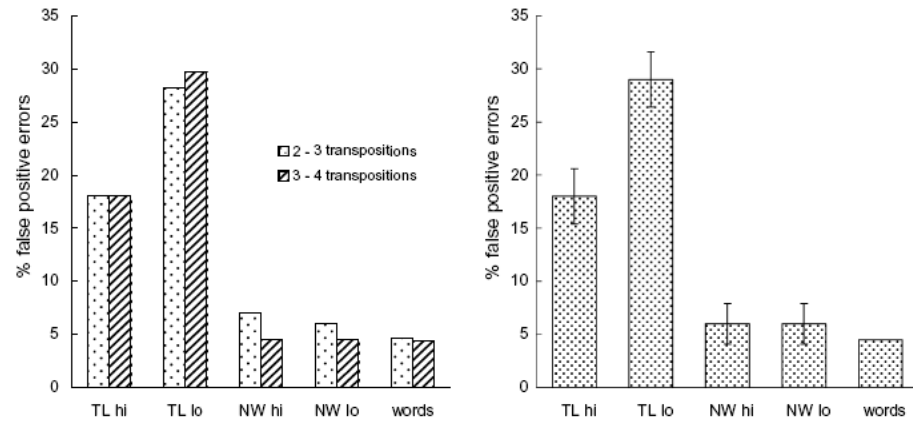 % false positive errors
35
30
25
20
15
10
5
0
2 - 3 transpositions
3 - 4 transpositions
TL hi TL lo NW hi NW lo words
% false positive errors
35
30
25
20
15
10
5
0
TL hi TL lo NW hi NW lo words